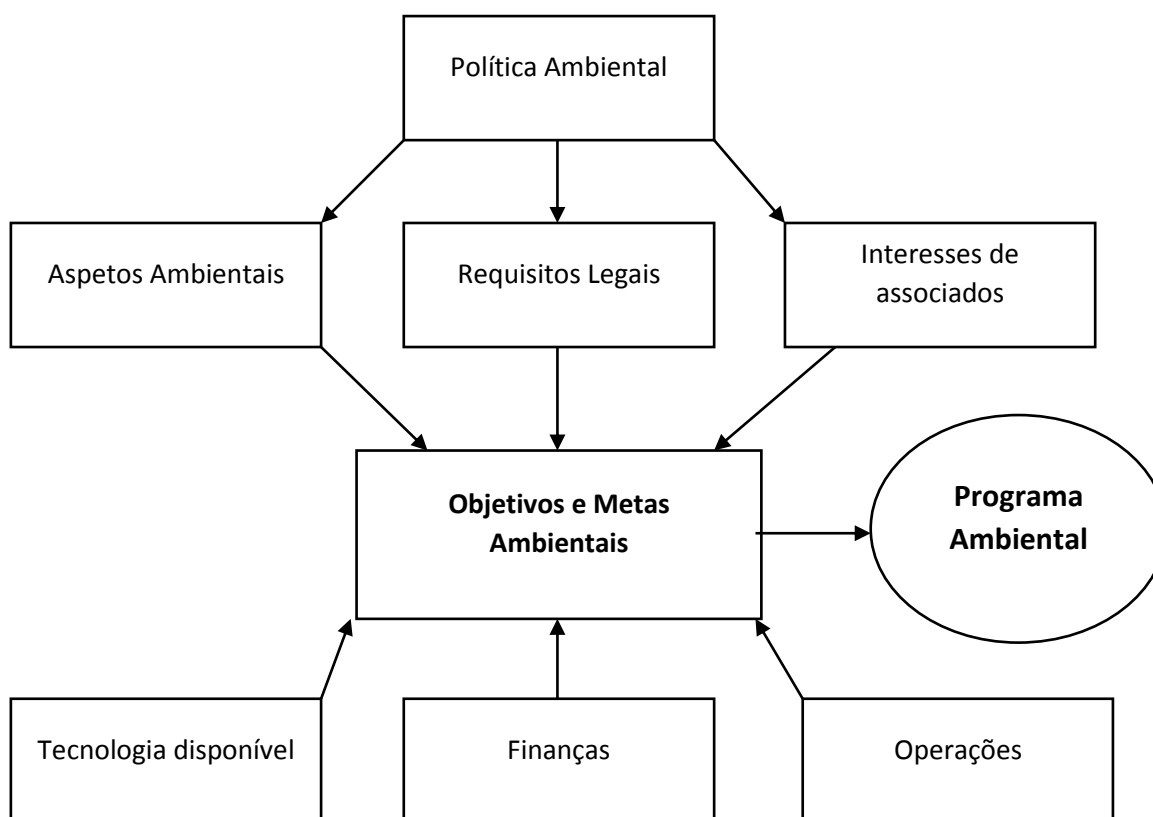 Política Ambiental
Aspetos Ambientais
Requisitos Legais
Interesses de
associados
Objetivos e Metas
Ambientais
Programa
Ambiental
Tecnologia disponível
Finanças
Operações